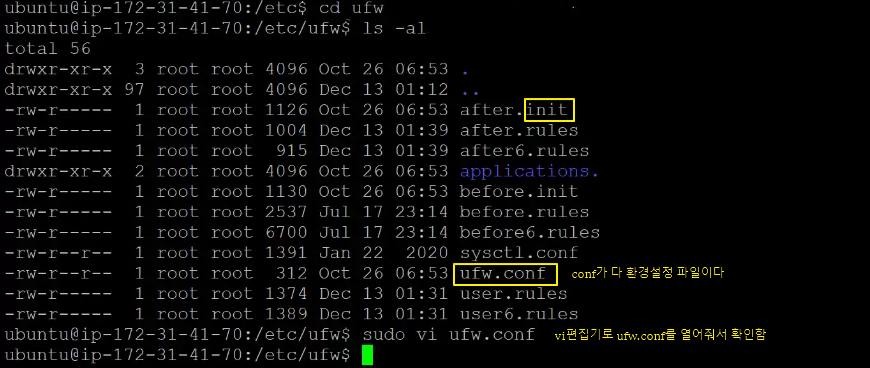 ubuntu@ip-172-31-41-70:/etc$ cd ufw
ubuntu@ip-172-31-41-70:/etc/ufw$ ls -al
total 56
drwxr-xr-x  3 root root 4096 Oct 26 06:53 .
drwxr-xr-x 97 root root 4096 Dec 13 01:12 ..
-rw-r-----  1 root root 1126 Oct 26 06:53 after.init
-rw-r-----  1 root root 1004 Dec 13 01:39 after.rules
-rw-r-----  1 root root  915 Dec 13 01:39 after6.rules
drwxr-xr-x  2 root root 4096 Oct 26 06:53 applications.
-rw-r-----  1 root root 1130 Oct 26 06:53 before.init
-rw-r-----  1 root root 2537 Jul 17 23:14 before.rules
-rw-r-----  1 root root 6700 Jul 17 23:14 before6.rules
-rw-r--r--  1 root root 1391 Jan 22  2020 sysctl.conf
-rw-r--r--  1 root root  312 Oct 26 06:53 ufw.conf conf가 다 환경설정 파일이다
-rw-r-----  1 root root 1374 Dec 13 01:31 user.rules
-rw-r-----  1 root root 1389 Dec 13 01:31 user6.rules
ubuntu@ip-172-31-41-70:/etc/ufw$ sudo vi ufw.conf vi편집기로 ufw.conf를 열어줘서 확인함
ubuntu@ip-172-31-41-70:/etc/ufw$